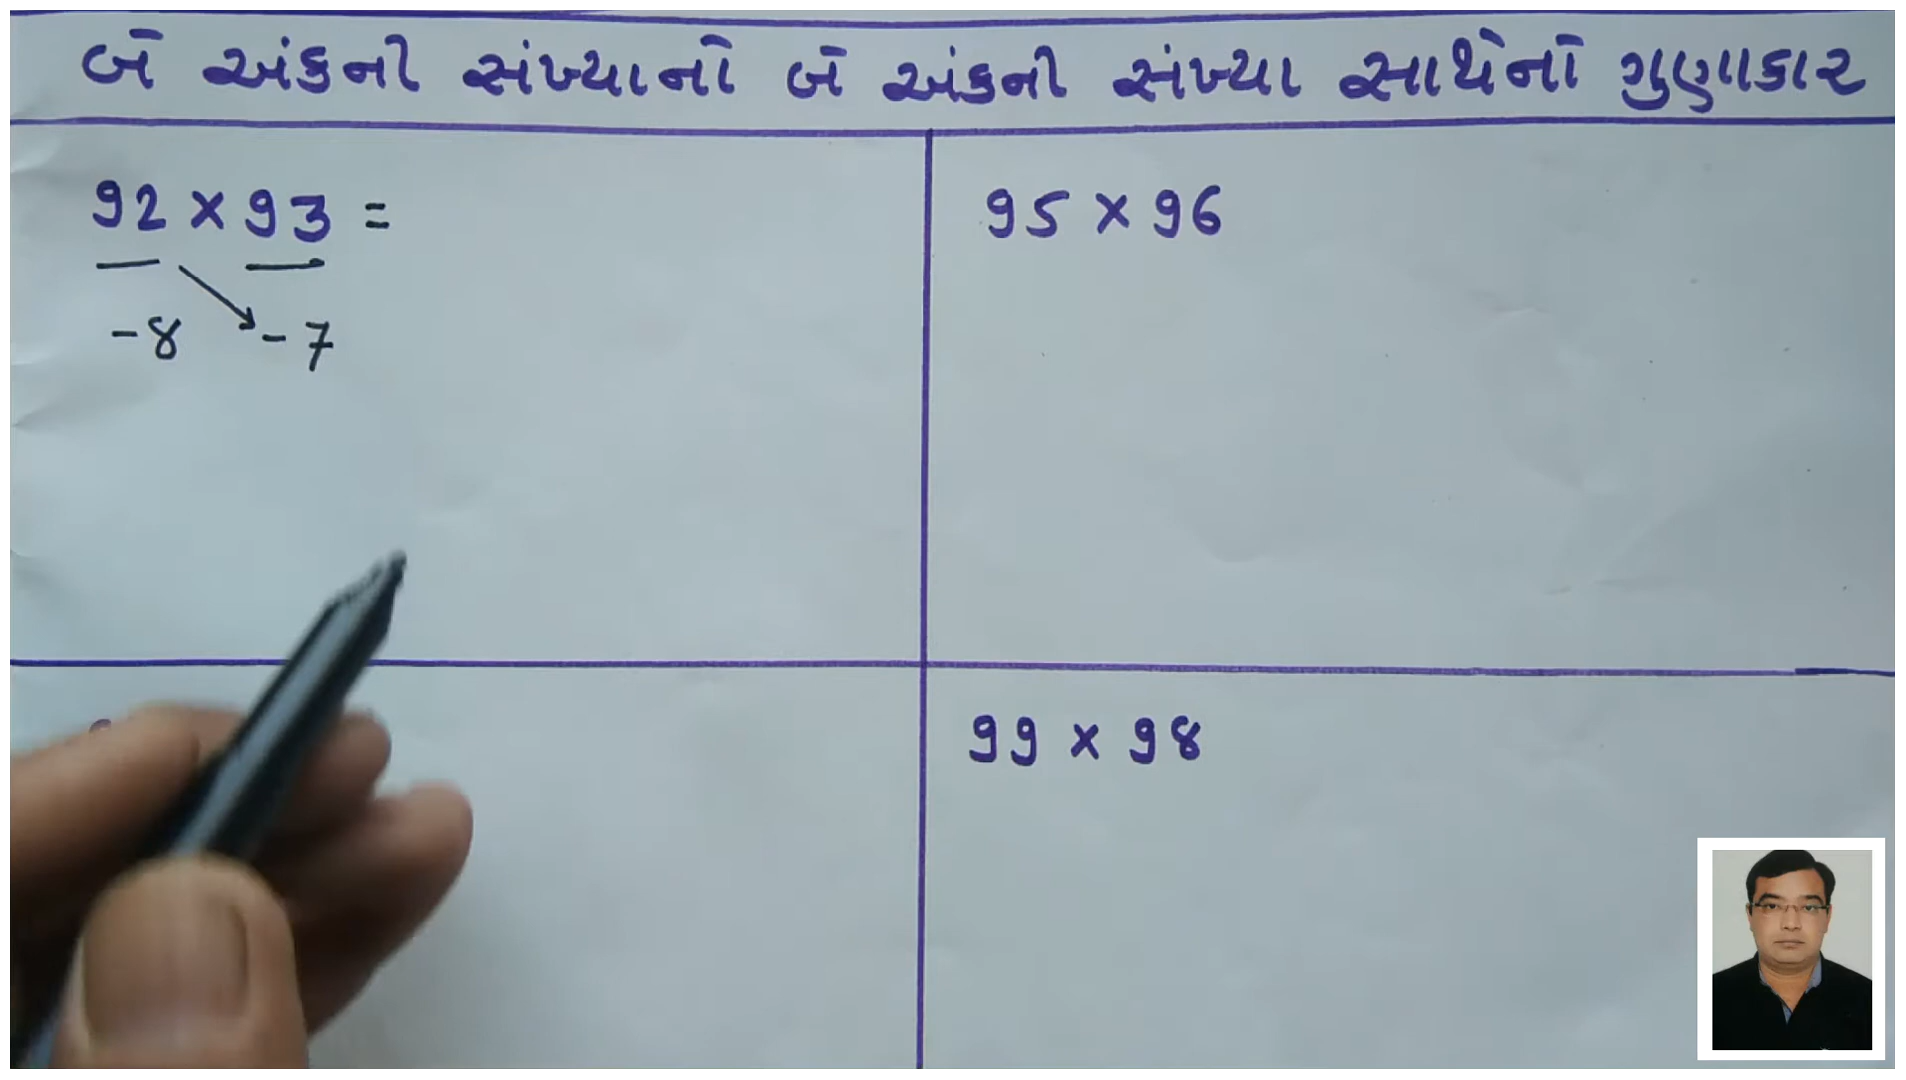 બે અંકની સંખ્યાનો બે અંકની સંખ્યા સાથેનો ગુણાકાર
92 × 93 =
-8 -7
95 × 96
99 × 98